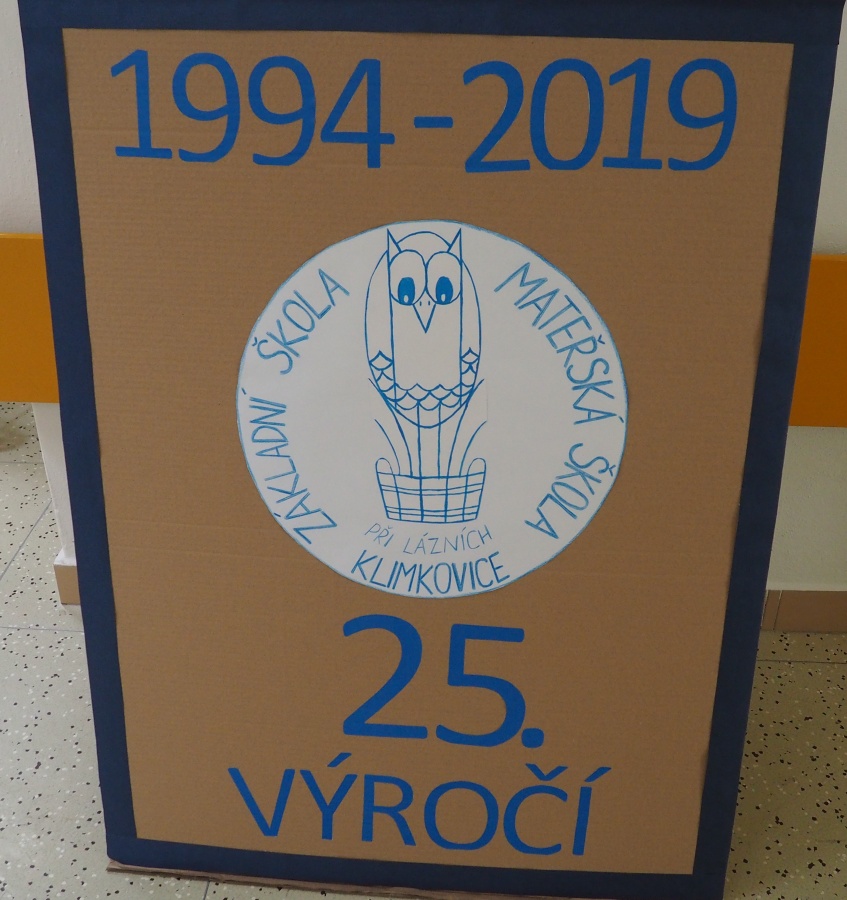 1994-2019
ZÁKLADNÍ ŠKOLA
MATEŘSKÁ ŠKOLA
PŘI LÁZNÍCH
KLIMKOVICE
25.
VÝROČÍ